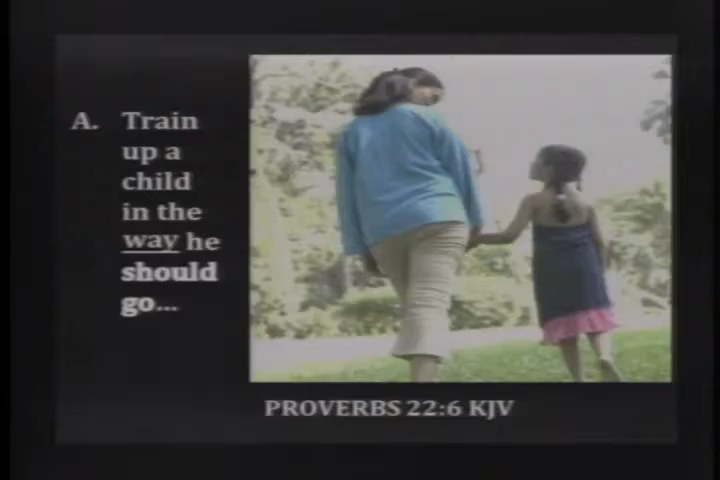 A. Train
up a
child
in the
way he
should
go...
PROVERBS 22:6 KJV